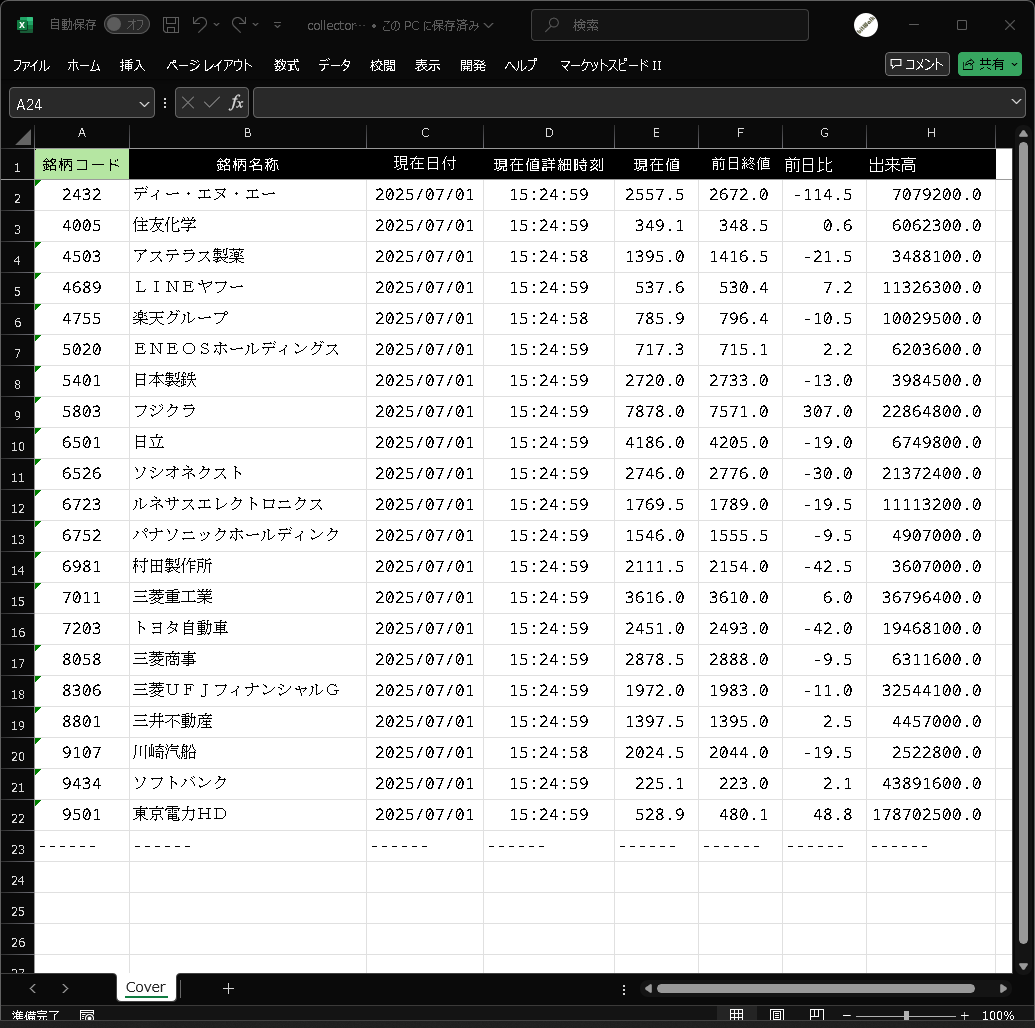 自動保存 オフ collector… • この PC に保存済み 検索
ファイル ホーム 挿入 ページ レイアウト 数式 データ 校閲 表示 開発 ヘルプ マーケットスピード II コメント 共有
A24 fx
A B C D E F G H
1 銘柄コード 銘柄名称 現在日付 現在値詳細時刻 現在値 前日終値 前日比 出来高
2 2432 ディー・エヌ・エー 2025/07/01 15:24:59 2557.5 2672.0 -114.5 7079200.0
3 4005 住友化学 2025/07/01 15:24:59 349.1 348.5 0.6 6062300.0
4 4503 アステラス製薬 2025/07/01 15:24:58 1395.0 1416.5 -21.5 3488100.0
5 4689 ＬＩＮＥヤフー 2025/07/01 15:24:59 537.6 530.4 7.2 11326300.0
6 4755 楽天グループ 2025/07/01 15:24:58 785.9 796.4 -10.5 10029500.0
7 5020 ＥＮＥＯＳホールディングス 2025/07/01 15:24:59 717.3 715.1 2.2 6203600.0
8 5401 日本製鉄 2025/07/01 15:24:59 2720.0 2733.0 -13.0 3984500.0
9 5803 フジクラ 2025/07/01 15:24:59 7878.0 7571.0 307.0 22864800.0
10 6501 日立 2025/07/01 15:24:59 4186.0 4205.0 -19.0 6749800.0
11 6526 ソシオネクスト 2025/07/01 15:24:59 2746.0 2776.0 -30.0 21372400.0
12 6723 ルネサスエレクトロニクス 2025/07/01 15:24:59 1769.5 1789.0 -19.5 11113200.0
13 6752 パナソニックホールディンク 2025/07/01 15:24:59 1546.0 1555.5 -9.5 4907000.0
14 6981 村田製作所 2025/07/01 15:24:59 2111.5 2154.0 -42.5 3607000.0
15 7011 三菱重工業 2025/07/01 15:24:59 3616.0 3610.0 6.0 36796400.0
16 7203 トヨタ自動車 2025/07/01 15:24:59 2451.0 2493.0 -42.0 19468100.0
17 8058 三菱商事 2025/07/01 15:24:59 2878.5 2888.0 -9.5 6311600.0
18 8306 三菱ＵＦＪフィナンシャルＧ 2025/07/01 15:24:59 1972.0 1983.0 -11.0 32544100.0
19 8801 三井不動産 2025/07/01 15:24:59 1397.5 1395.0 2.5 4457000.0
20 9107 川崎汽船 2025/07/01 15:24:58 2024.5 2044.0 -19.5 2522800.0
21 9434 ソフトバンク 2025/07/01 15:24:59 225.1 223.0 2.1 43891600.0
22 9501 東京電力ＨＤ 2025/07/01 15:24:59 528.9 480.1 48.8 178702500.0
23 ------ ------ ------ ------ ------ ------ ------ ------
24
25
26
27
Cover
準備完了 100%